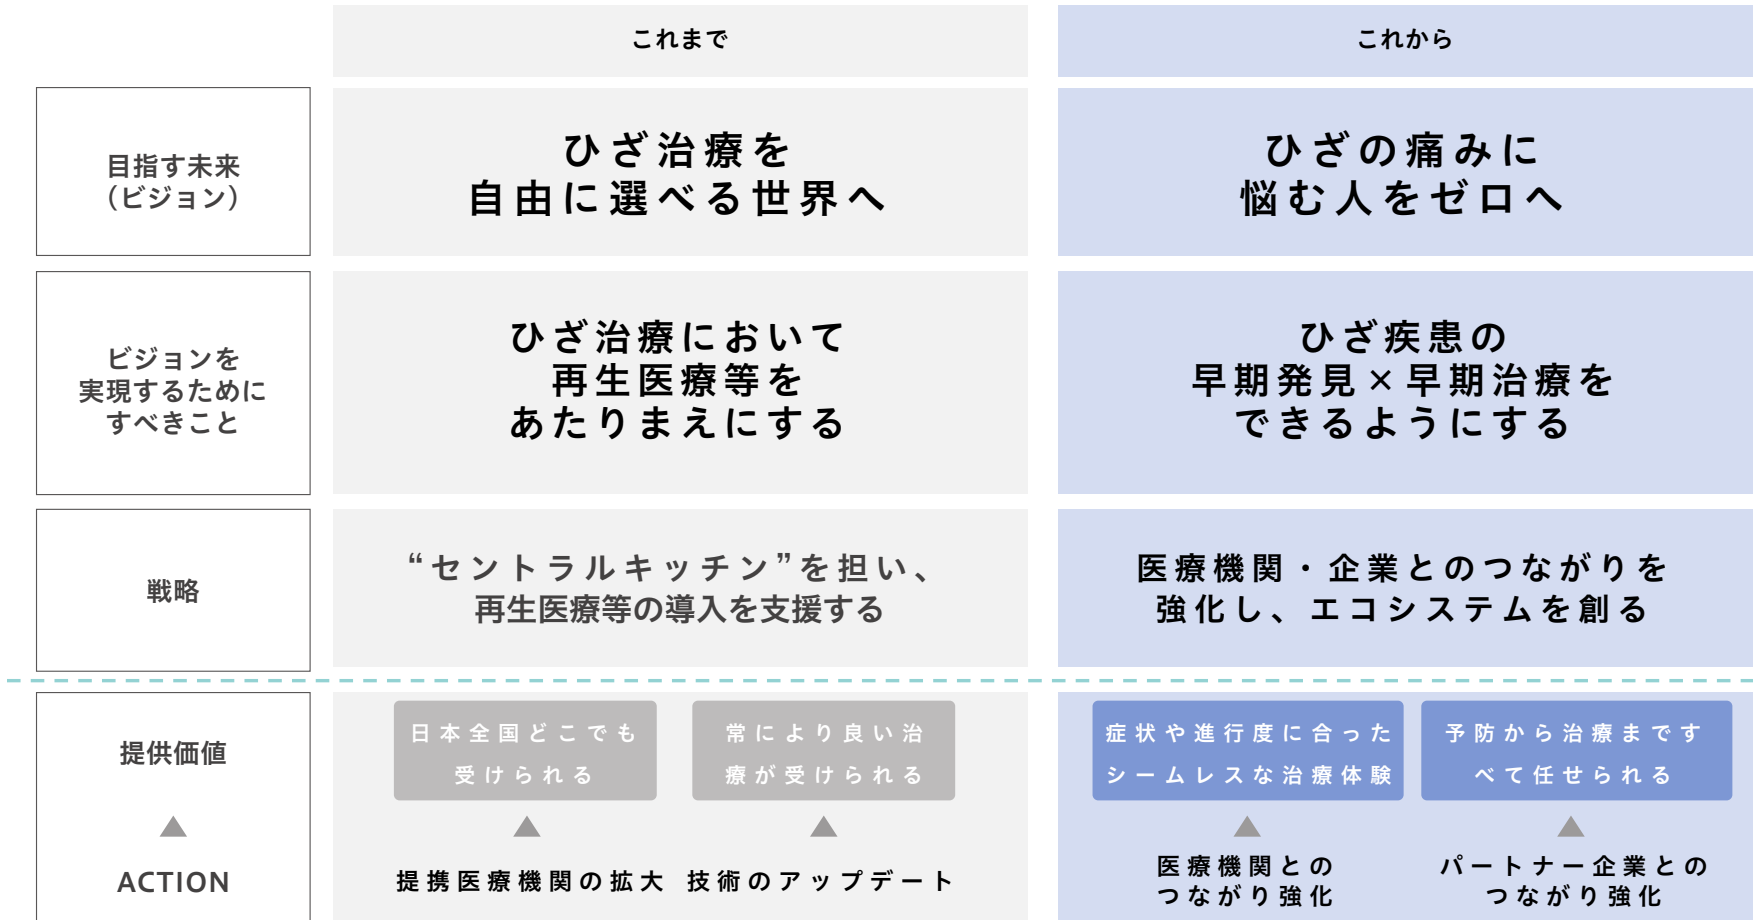 これまで
これから
目指す未来
（ビジョン）
ひざ治療を
自由に選べる世界へ
ひざの痛みに
悩む人をゼロへ
ビジョンを
実現するために
すべきこと
ひざ治療において
再生医療等を
あたりまえにする
ひざ疾患の
早期発見×早期治療を
できるようにする
戦略
“セントラルキッチン”を担い、
再生医療等の導入を支援する
医療機関・企業とのつながりを
強化し、エコシステムを創る
提供価値
日本全国どこでも
受けられる
常により良い治
療が受けられる
症状や進行度に合った
シームレスな治療体験
予防から治療まです
べて任せられる
ACTION
提携医療機関の拡大
技術のアップデート
医療機関との
つながり強化
パートナー企業との
つながり強化